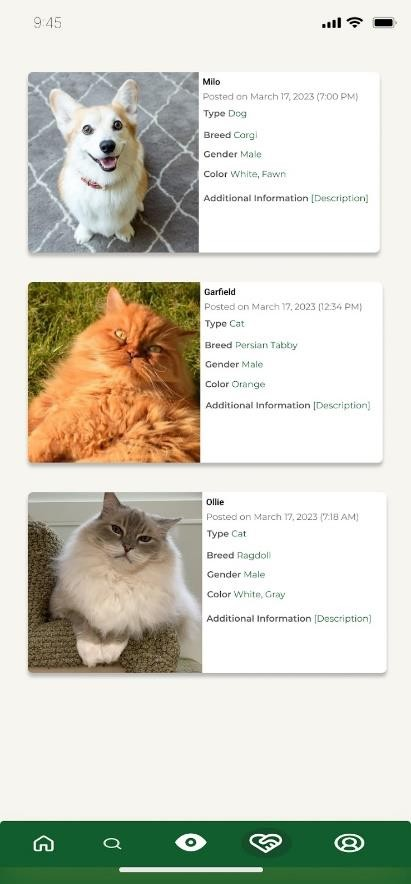 9:45
Milo
Posted on March 17, 2023 (7:00 PM)
Type Dog
Breed Corgi
Gender Male
Color White, Fawn
Additional Information [Description]
Garfield
Posted on March 17, 2023 (12:34 PM)
Type Cat
Breed Persian Tabby
Gender Male
Color Orange
Additional Information [Description]
Ollie
Posted on March 17, 2023 (7:18 AM)
Type Cat
Breed Ragdoll
Gender Male
Color White, Gray
Additional Information [Description]